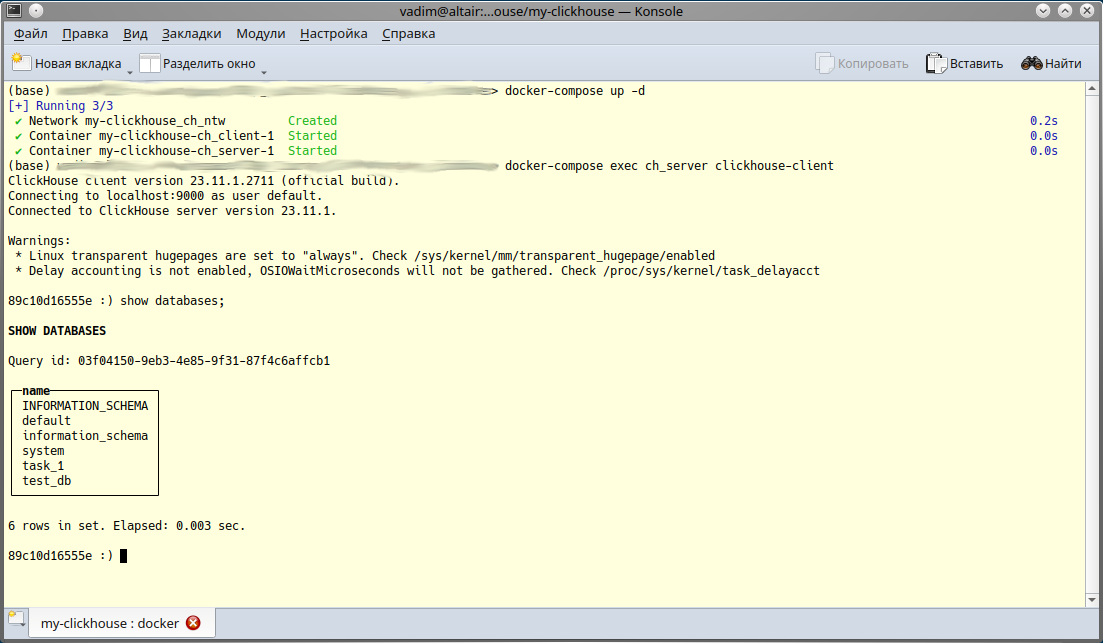 vadim@altair:...ouse/my-clickhouse — Konsole
Файл Правка Вид Закладки Модули Настройка Справка
Новая вкладка Разделить окно Копировать Вставить Найти
(base) > docker-compose up -d
[+] Running 3/3
✔ Network my-clickhouse_ch_ntw Created 0.2s
✔ Container my-clickhouse-ch_client-1 Started 0.0s
✔ Container my-clickhouse-ch_server-1 Started 0.0s
(base) docker-compose exec ch_server clickhouse-client
ClickHouse client version 23.11.1.2711 (official build).
Connecting to localhost:9000 as user default.
Connected to ClickHouse server version 23.11.1.
Warnings:
* Linux transparent hugepages are set to "always". Check /sys/kernel/mm/transparent_hugepage/enabled
* Delay accounting is not enabled, OSIOWaitMicroseconds will not be gathered. Check /proc/sys/kernel/task_delayacct
89c10d16555e :) show databases;
SHOW DATABASES
Query id: 03f04150-9eb3-4e85-9f31-87f4c6affcb1
name
INFORMATION_SCHEMA
default
information_schema
system
task_1
test_db
6 rows in set. Elapsed: 0.003 sec.
89c10d16555e :)
my-clickhouse : docker